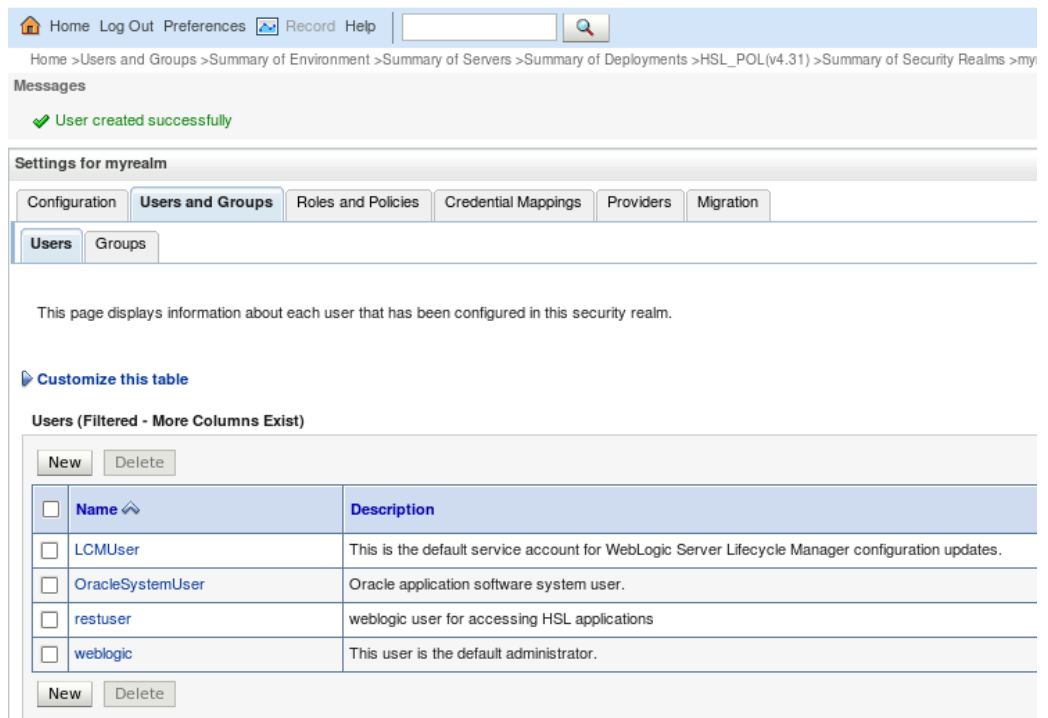 Home Log Out Preferences Record Help
Home >Users and Groups >Summary of Environment >Summary of Servers >Summary of Deployments >HSL_POL(v4.31) >Summary of Security Realms >my
Messages
User created successfully
Settings for myrealm
Configuration Users and Groups Roles and Policies Credential Mappings Providers Migration
Users Groups
This page displays information about each user that has been configured in this security realm.
Customize this table
Users (Filtered - More Columns Exist)
New Delete
Name Description
LCMUser This is the default service account for WebLogic Server Lifecycle Manager configuration updates.
OracleSystemUser Oracle application software system user.
restuser weblogic user for accessing HSL applications
weblogic This user is the default administrator.
New Delete